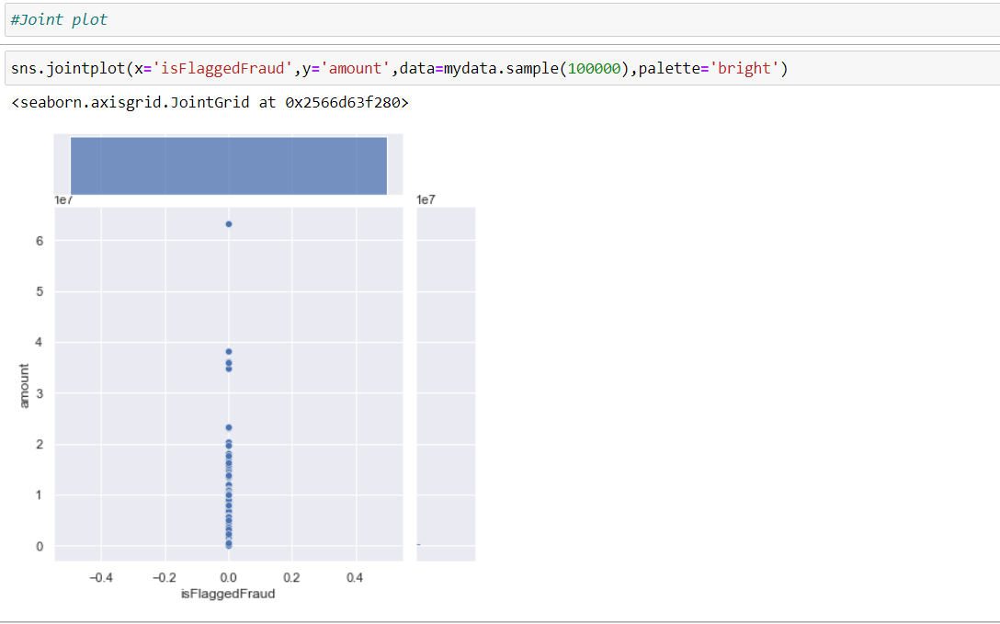 #Joint plot
sns.jointplot(x='isFlaggedFraud',y='amount',data=mydata.sample(100000),palette='bright')
<seaborn.axisgrid.JointGrid at 0x2566d63f280>
1e7
1e7
6
5
4
3
2
1
0
amount
−0.4 −0.2 0.0 0.2 0.4
isFlaggedFraud